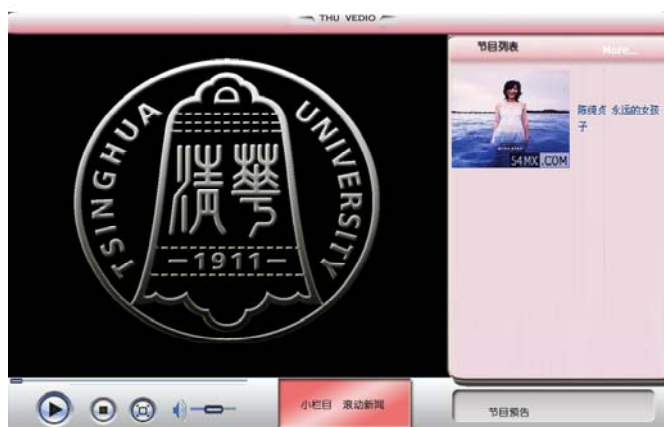 THU VEDIO
节目列表
More...
TSINGHUA UNIVERSITY
清華
1911
陈绮贞 永远的女孩
子
54MX.COM
小栏目 滚动新闻
节目预告